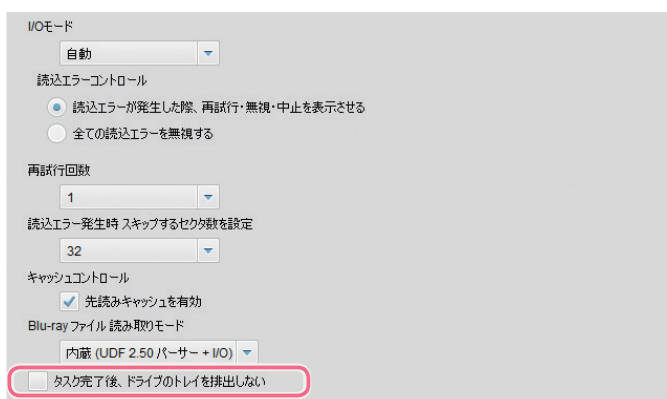 I/Oモード
自動
読込エラーコントロール
読込エラーが発生した際、再試行・無視・中止を表示させる
全ての読込エラーを無視する
再試行回数
1
読込エラー発生時 スキップするセクタ数を設定
32
キャッシュコントロール
先読みキャッシュを有効
Blu-ray ファイル 読み取りモード
内蔵 (UDF 2.50 パーサー + I/O)
タスク完了後、ドライブのトレイを排出しない